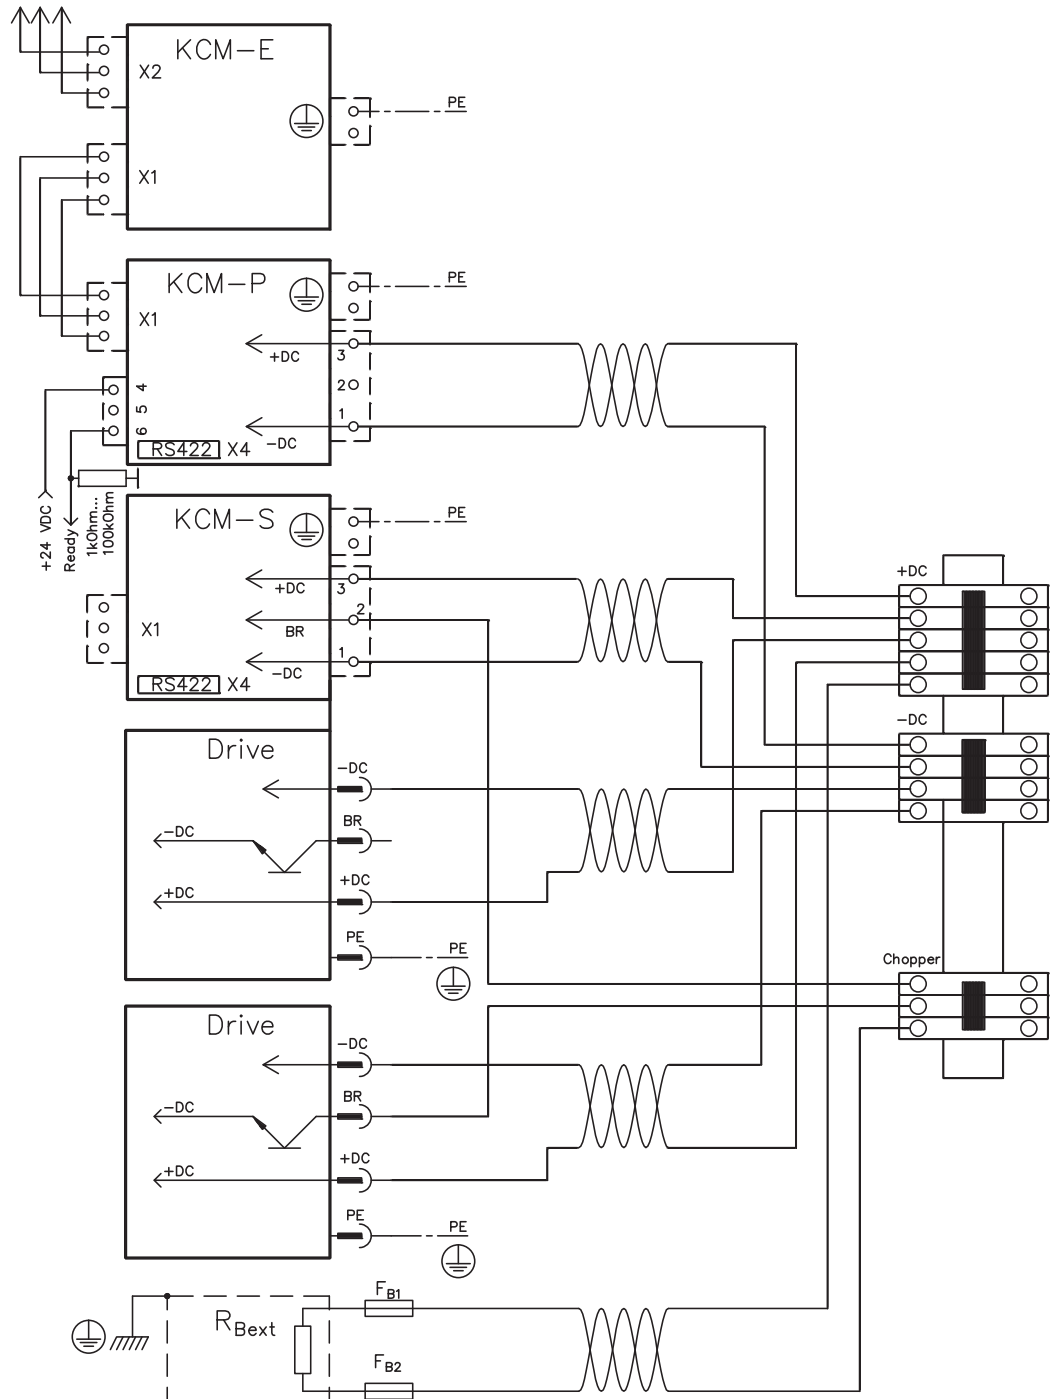 KCM-E
X2
PE
X1
KCM-P
PE
X1
3
+DC
2
4
5
1
6
-DC
RS422 X4
+24 VDC
Ready
1kOhm...
100kOhm
KCM-S
PE
+DC
3
+DC
2
BR
X1
1
-DC
RS422 X4
-DC
Drive
-DC
BR
-DC
+DC
+DC
PE
PE
Chopper
Drive
-DC
BR
-DC
+DC
+DC
PE
PE
FB1
RBext
FB2